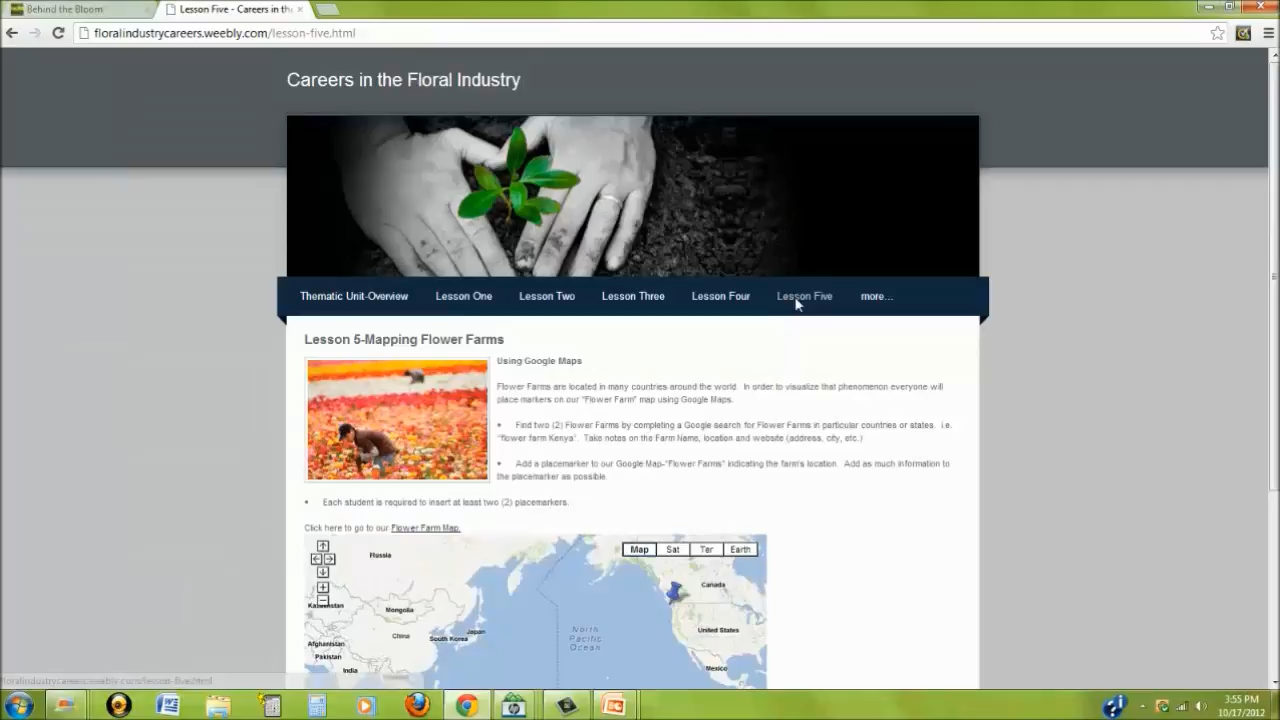 Behind the Bloom
Lesson Five - Careers in th
floralindustrycareers.weebly.com/lesson-five.html
Careers in the Floral Industry
Thematic Unit-Overview Lesson One Lesson Two Lesson Three Lesson Four Lesson Five more...
Lesson 5-Mapping Flower Farms
Using Google Maps
Flower Farms are located in many countries around the world. In order to visualize that phenomenon everyone will
place markers on our "Flower Farm" map using Google Maps.
• Find two (2) Flower Farms by completing a Google search for Flower Farms in particular countries or states. i.e.
"flower farm Kenya". Take notes on the Farm Name, location and website (address, city, etc.)
• Add a placemarker to our Google Map-"Flower Farms" indicating the farm's location. Add as much information to
the placemarker as possible.
• Each student is required to insert at least two (2) placemarkers.
Click here to go to our Flower Farm Map.
Map Sat Ter Earth
Russia
Canada
Kazakhstan
Mongolia
North
Pacific
Ocean
United States
China
Japan
South Korea
Afghanistan
Pakistan
India
Mexico
floralindustrycareers.weebly.com/lesson-five.html
3:55 PM
10/17/2012